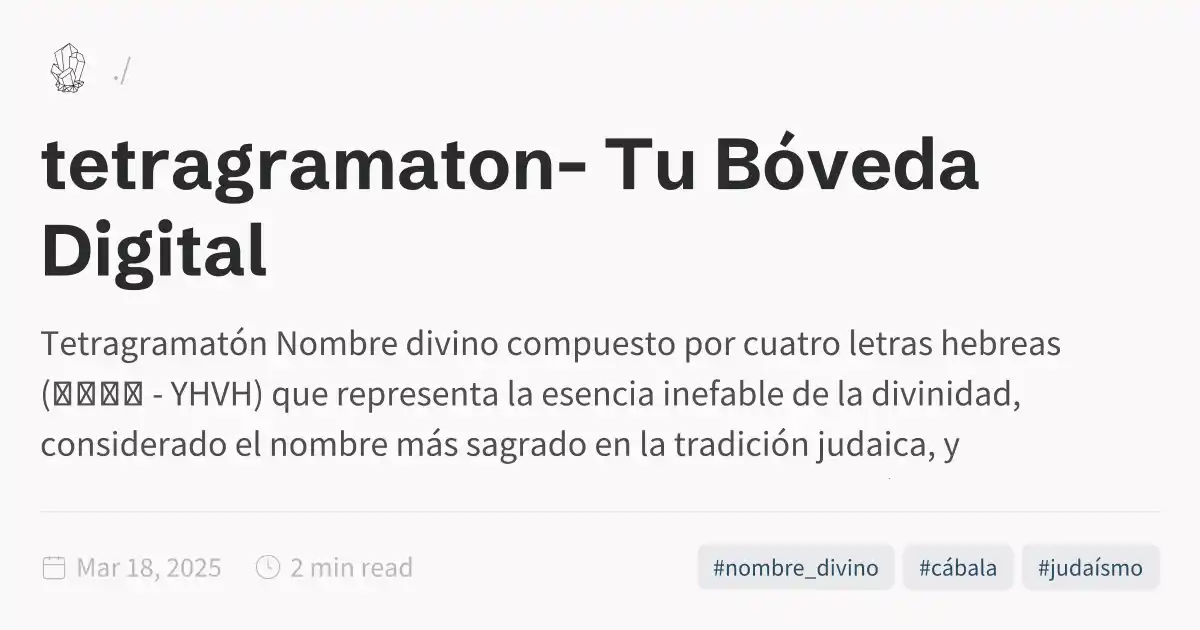 ./
tetragramaton- Tu Bóveda
Digital
Tetragramatón Nombre divino compuesto por cuatro letras hebreas
( - YHVH) que representa la esencia inefable de la divinidad,
considerado el nombre más sagrado en la tradición judaica, y
Mar 18, 2025 2 min read #nombre_divino #cábala #judaísmo